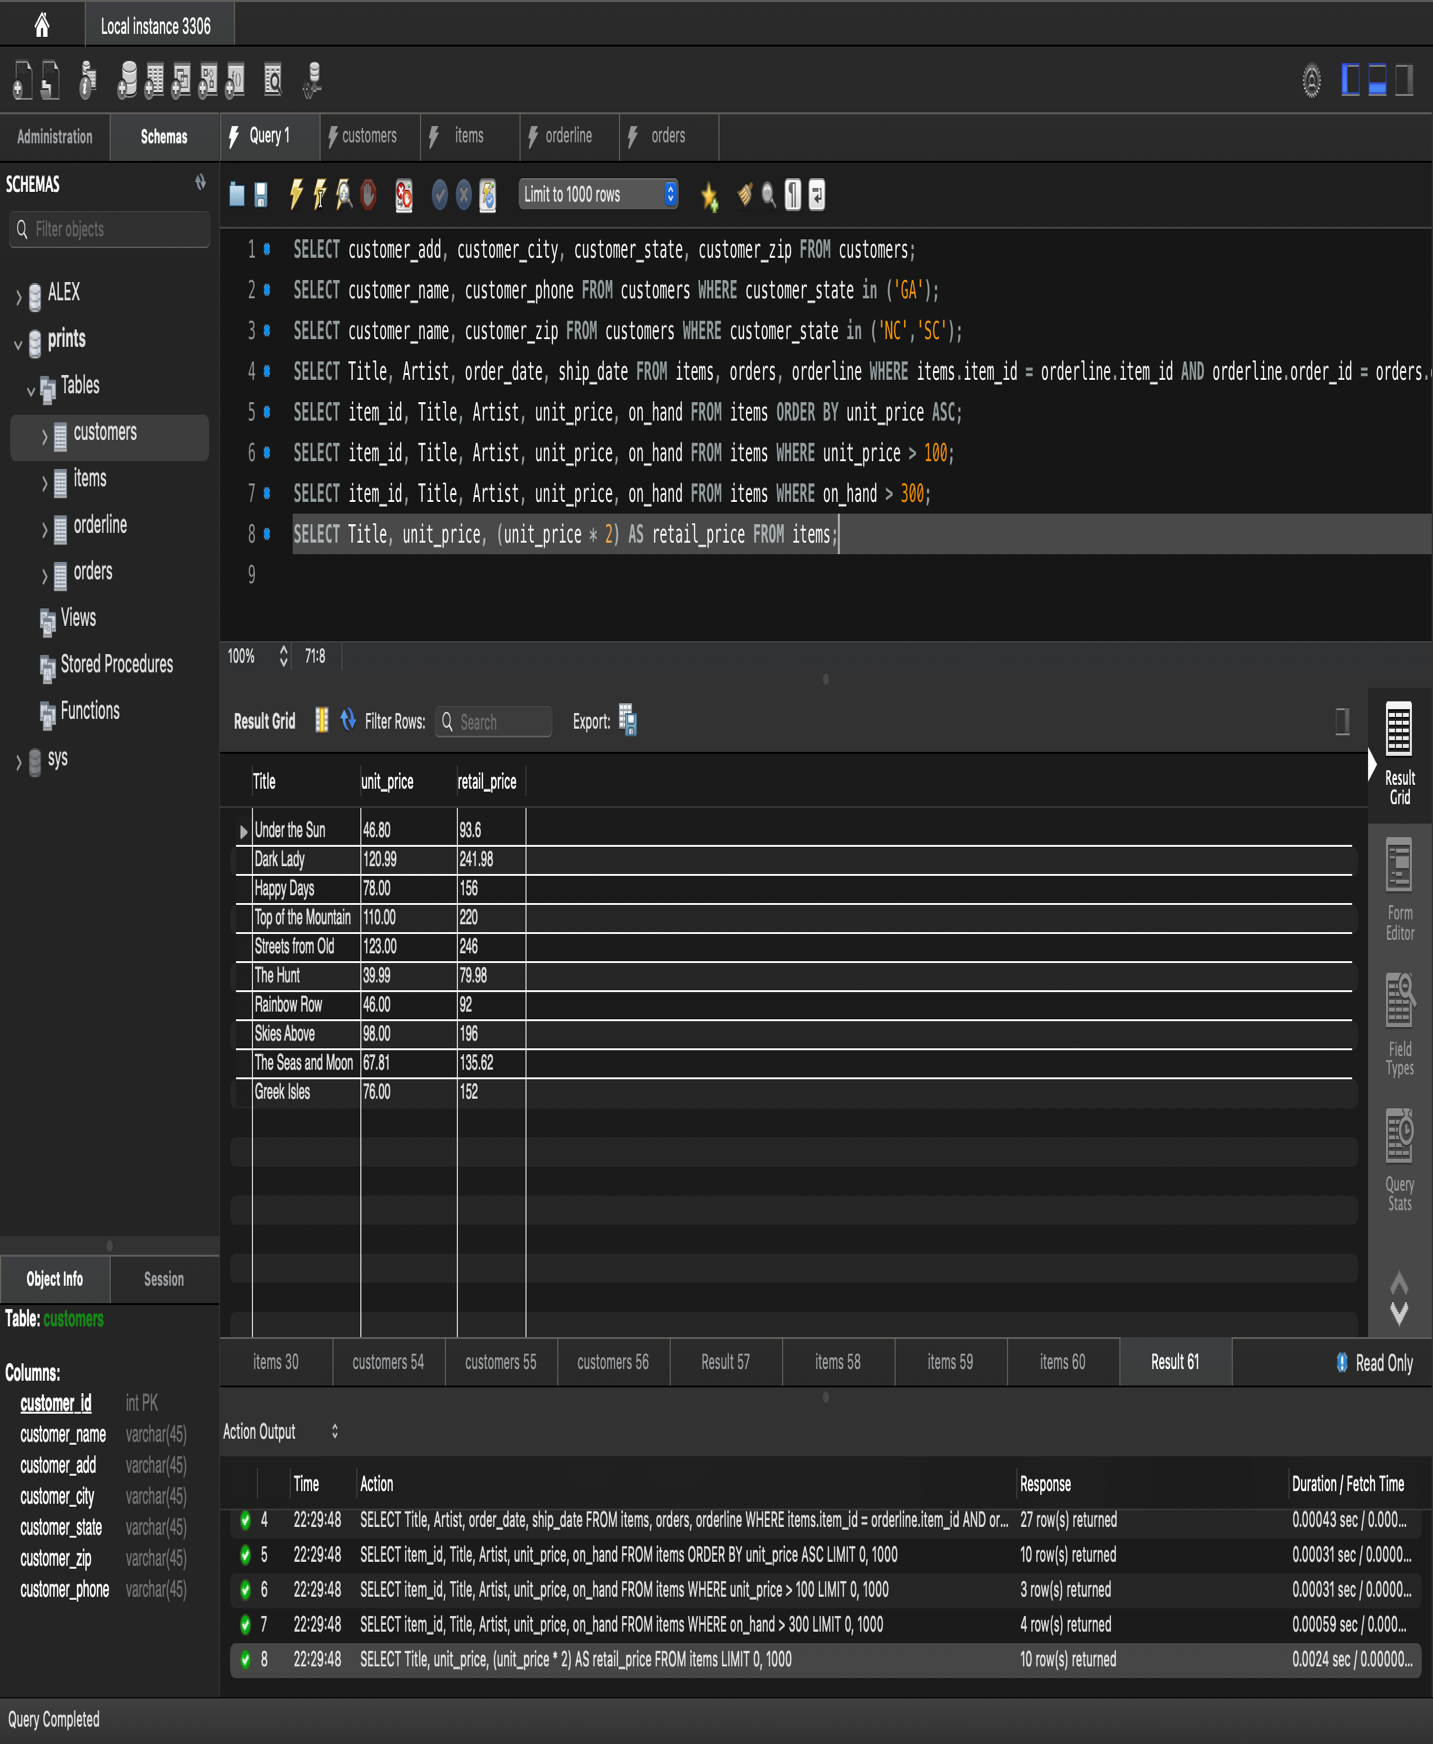 Local instance 3306
Administration Schemas Query 1 customers items orderline orders
SCHEMAS
Filter objects
ALEX
prints
Tables
customers
items
orderline
orders
Views
Stored Procedures
Functions
sys
Limit to 1000 rows
1 SELECT customer_add, customer_city, customer_state, customer_zip FROM customers;
2 SELECT customer_name, customer_phone FROM customers WHERE customer_state in ('GA');
3 SELECT customer_name, customer_zip FROM customers WHERE customer_state in ('NC','SC');
4 SELECT Title, Artist, order_date, ship_date FROM items, orders, orderline WHERE items.item_id = orderline.item_id AND orderline.order_id = orders.
5 SELECT item_id, Title, Artist, unit_price, on_hand FROM items ORDER BY unit_price ASC;
6 SELECT item_id, Title, Artist, unit_price, on_hand FROM items WHERE unit_price > 100;
7 SELECT item_id, Title, Artist, unit_price, on_hand FROM items WHERE on_hand > 300;
8 SELECT Title, unit_price, (unit_price * 2) AS retail_price FROM items;
9
100% 71:8
Result Grid Filter Rows: Search Export:
Title unit_price retail_price
Under the Sun 46.80 93.6
Dark Lady 120.99 241.98
Happy Days 78.00 156
Top of the Mountain 110.00 220
Streets from Old 123.00 246
The Hunt 39.99 79.98
Rainbow Row 46.00 92
Skies Above 98.00 196
The Seas and Moon 67.81 135.62
Greek Isles 76.00 152
Result
Grid
Form
Editor
Field
Types
Query
Stats
items 30 customers 54 customers 55 customers 56 Result 57 items 58 items 59 items 60 Result 61 Read Only
Object Info Session
Table: customers
Columns:
customer_id int PK
customer_name varchar(45)
customer_add varchar(45)
customer_city varchar(45)
customer_state varchar(45)
customer_zip varchar(45)
customer_phone varchar(45)
Action Output
Time Action Response Duration / Fetch Time
4 22:29:48 SELECT Title, Artist, order_date, ship_date FROM items, orders, orderline WHERE items.item_id = orderline.item_id AND or... 27 row(s) returned 0.00043 sec / 0.000...
5 22:29:48 SELECT item_id, Title, Artist, unit_price, on_hand FROM items ORDER BY unit_price ASC LIMIT 0, 1000 10 row(s) returned 0.00031 sec / 0.0000...
6 22:29:48 SELECT item_id, Title, Artist, unit_price, on_hand FROM items WHERE unit_price > 100 LIMIT 0, 1000 3 row(s) returned 0.00031 sec / 0.0000...
7 22:29:48 SELECT item_id, Title, Artist, unit_price, on_hand FROM items WHERE on_hand > 300 LIMIT 0, 1000 4 row(s) returned 0.00059 sec / 0.000...
8 22:29:48 SELECT Title, unit_price, (unit_price * 2) AS retail_price FROM items LIMIT 0, 1000 10 row(s) returned 0.0024 sec / 0.00000...
Query Completed